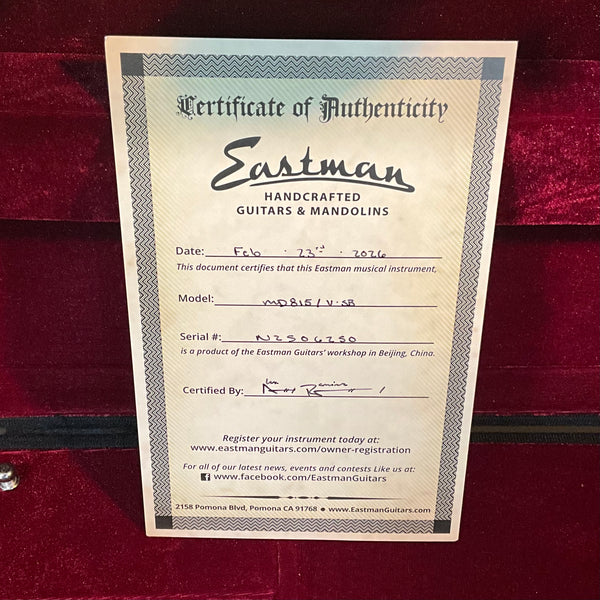 Certificate of Authenticity
Eastman
HANDCRAFTED
GUITARS & MANDOLINS
Date: Feb · 23rd · 2026
This document certifies that this Eastman musical instrument,
Model: MD815/V-SB
Serial #: N2506250
is a product of the Eastman Guitars' workshop in Beijing, China.
Certified By:
Register your instrument today at:
www.eastmanguitars.com/owner-registration
For all of our latest news, events and contests Like us at:
www.facebook.com/EastmanGuitars
2158 Pomona Blvd, Pomona CA 91768 ● www.EastmanGuitars.com